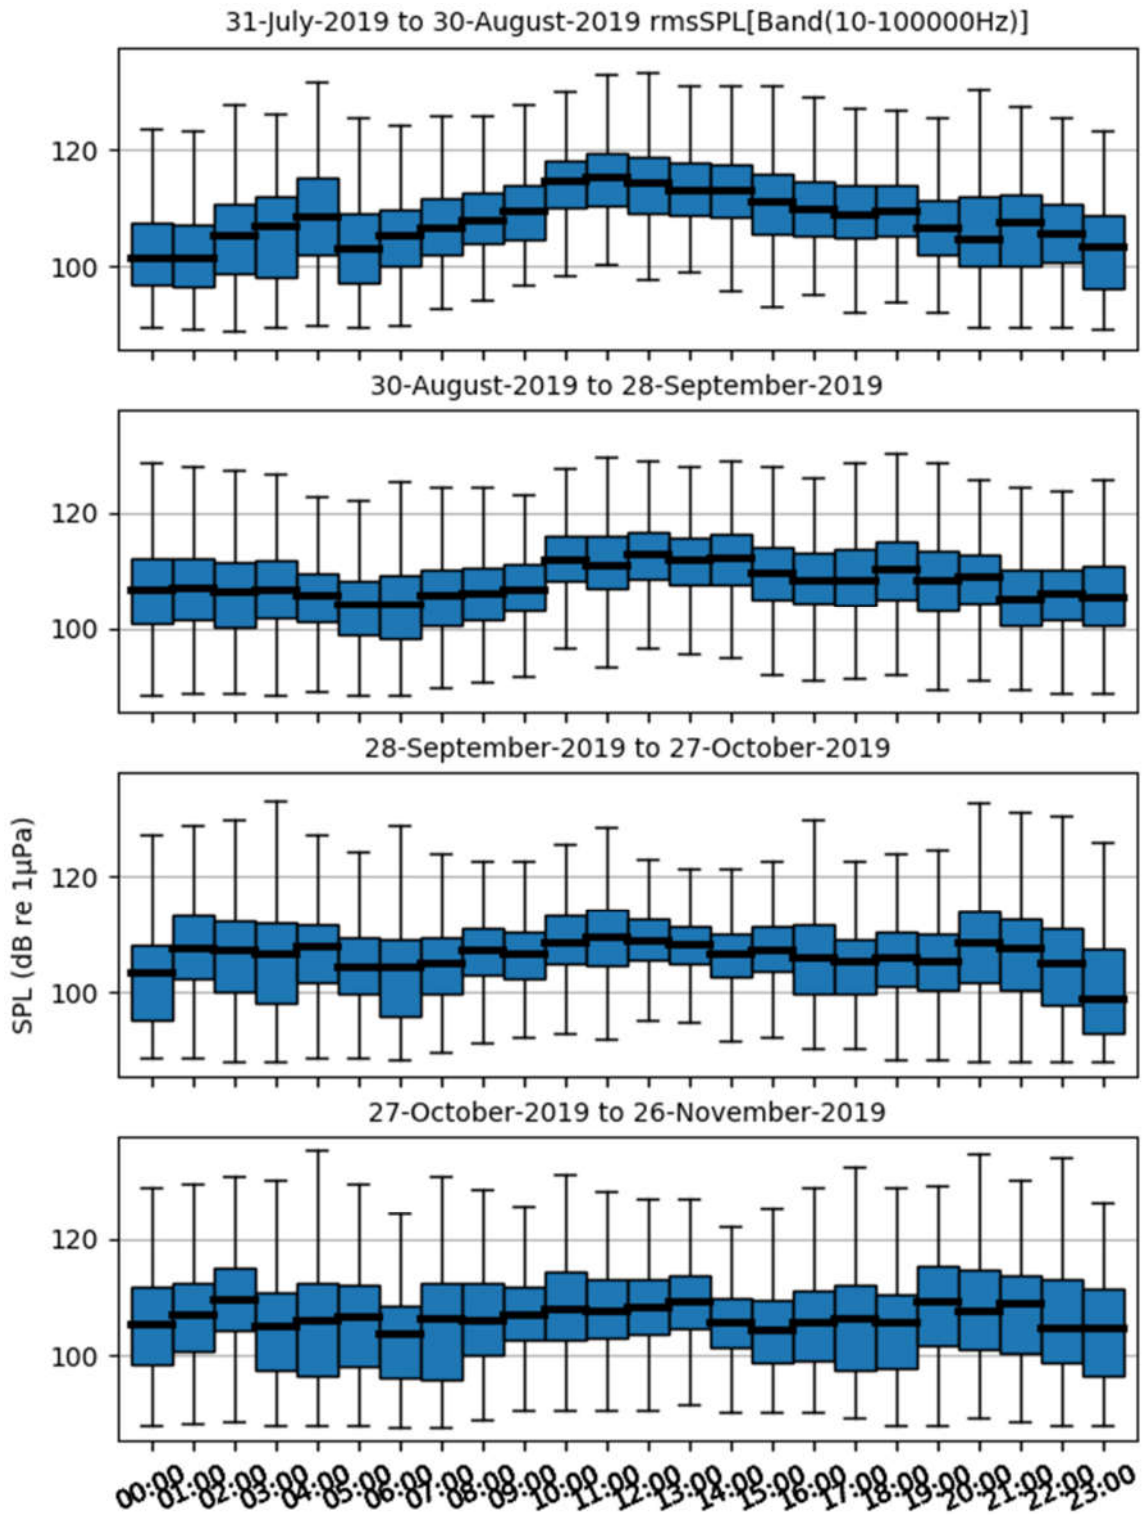 31-July-2019 to 30-August-2019 rmsSPL[Band(10-100000Hz)]
120
100
30-August-2019 to 28-September-2019
120
100
28-September-2019 to 27-October-2019
SPL (dB re 1µPa)
120
100
27-October-2019 to 26-November-2019
120
100
00:00 01:00 02:00 03:00 04:00 05:00 06:00 07:00 08:00 09:00 10:00 11:00 12:00 13:00 14:00 15:00 16:00 17:00 18:00 19:00 20:00 21:00 22:00 23:00